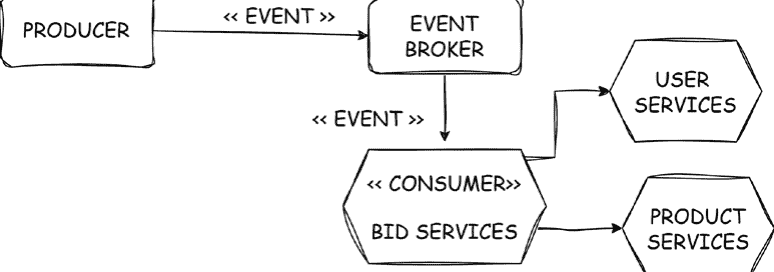 PRODUCER
<< EVENT >>
EVENT
BROKER
<< EVENT >>
USER
SERVICES
<< CONSUMER>>
BID SERVICES
PRODUCT
SERVICES